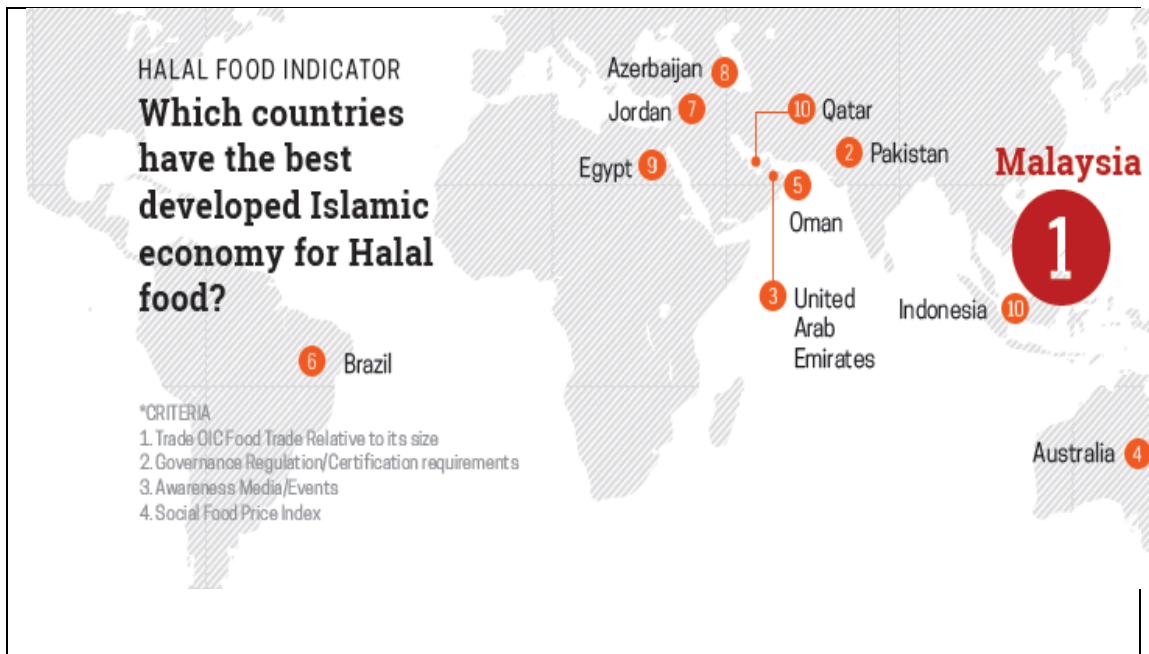 HALAL FOOD INDICATOR
Which countries
have the best
developed Islamic
economy for Halal
food?
Azerbaijan 8
Jordan 7
10 Qatar
Egypt 9
2 Pakistan
5
Oman
Malaysia
1
3 United
Arab
Emirates
Indonesia 10
6 Brazil
Australia 4
*CRITERIA
1. Trade OIC Food Trade Relative to its size
2. Governance Regulation/Certification requirements
3. Awareness Media/Events
4. Social Food Price Index